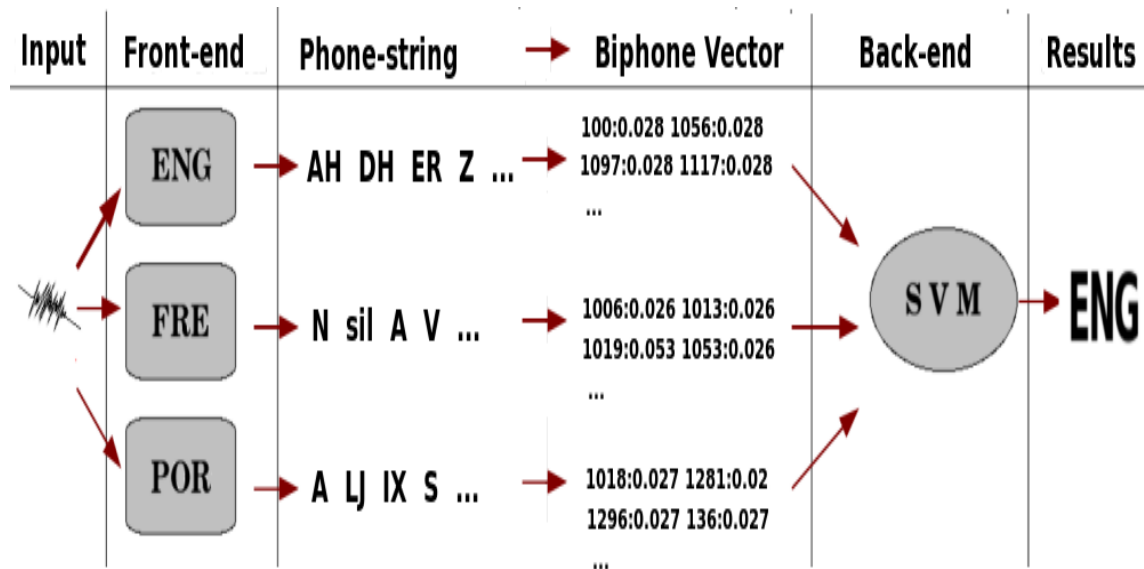 Input Front-end Phone-string Biphone Vector Back-end Results
ENG AH DH ER Z ... 100:0.028 1056:0.028
1097:0.028 1117:0.028
...
FRE N sil A V ... 1006:0.026 1013:0.026
1019:0.053 1053:0.026
...
SVM ENG
POR A LJ IX S ... 1018:0.027 1281:0.02
1296:0.027 136:0.027
...